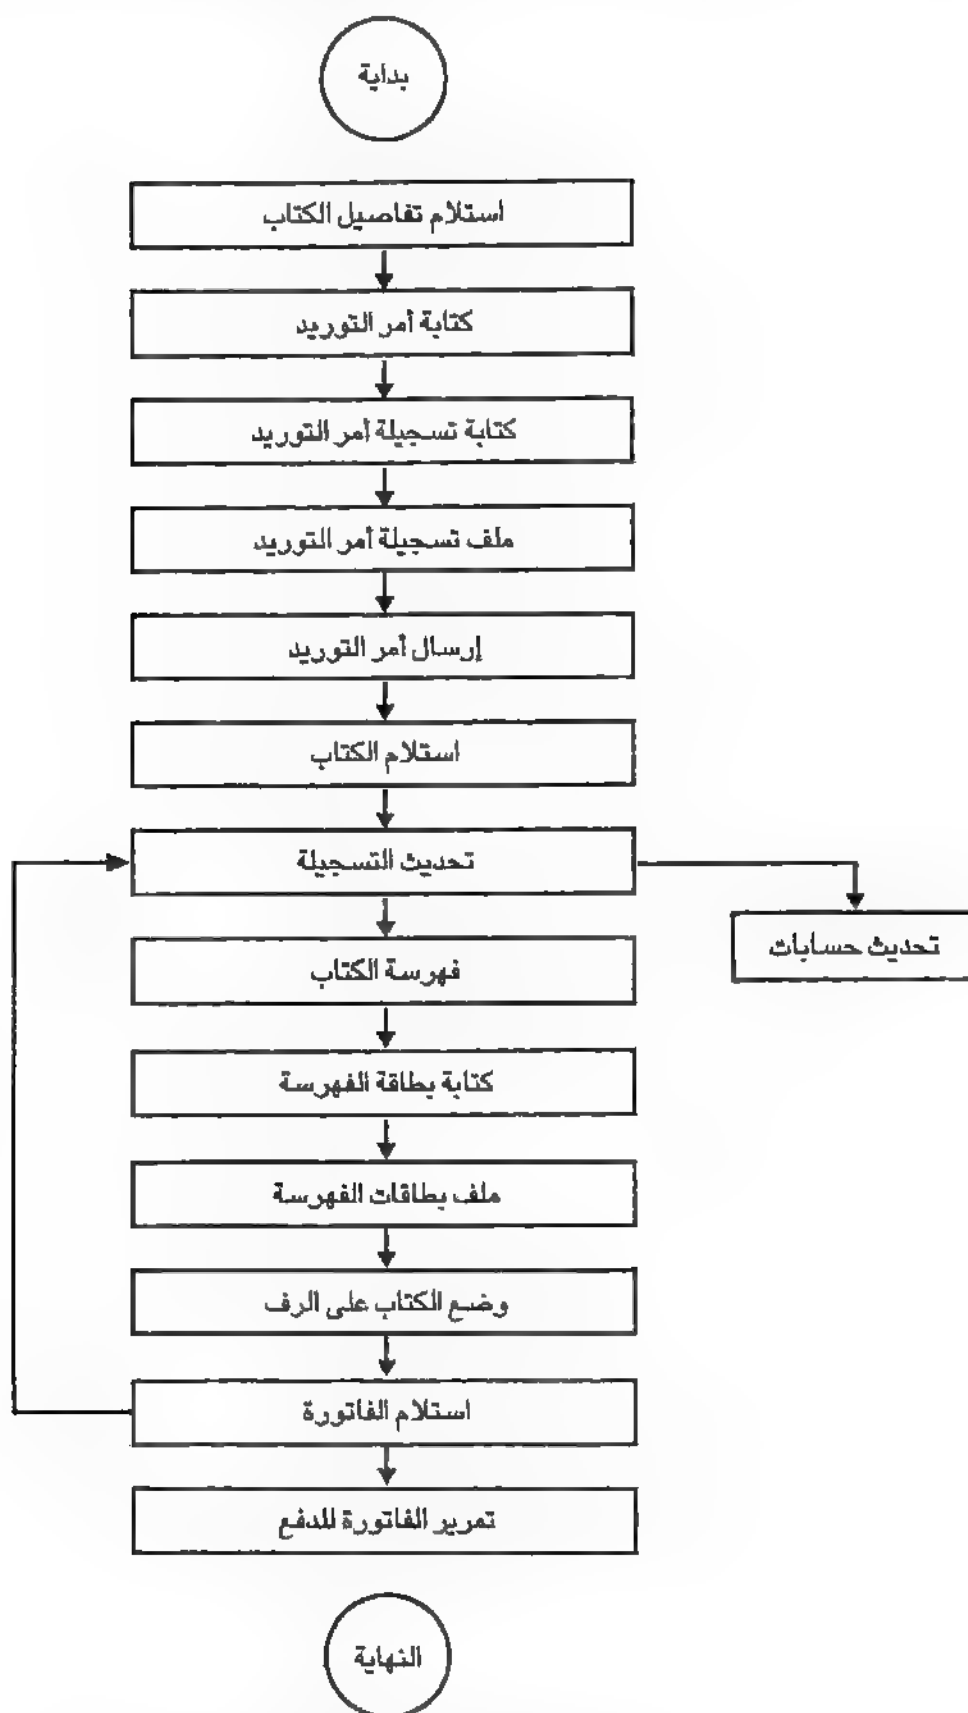 بداية
استلام تفاصيل الكتاب
كتابة أمر التوريد
كتابة تسجيلة أمر التوريد
ملف تسجيلة أمر التوريد
إرسال أمر التوريد
استلام الكتاب
تحديث التسجيلة
تحديث حسابات
فهرسة الكتاب
كتابة بطاقة الفهرسة
ملف بطاقات الفهرسة
وضع الكتاب على الرف
استلام الفاتورة
تمرير الفاتورة للدفع
النهاية